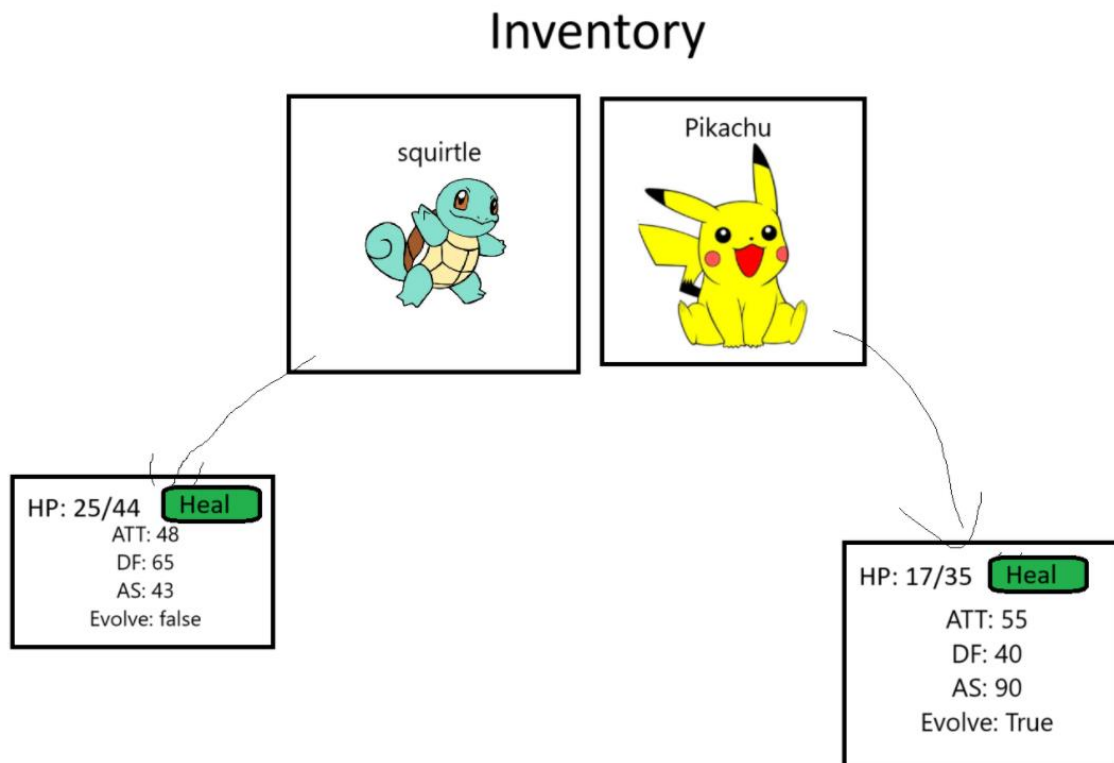 Inventory
squirtle
Pikachu
HP: 25/44 Heal
ATT: 48
DF: 65
AS: 43
Evolve: false
HP: 17/35 Heal
ATT: 55
DF: 40
AS: 90
Evolve: True